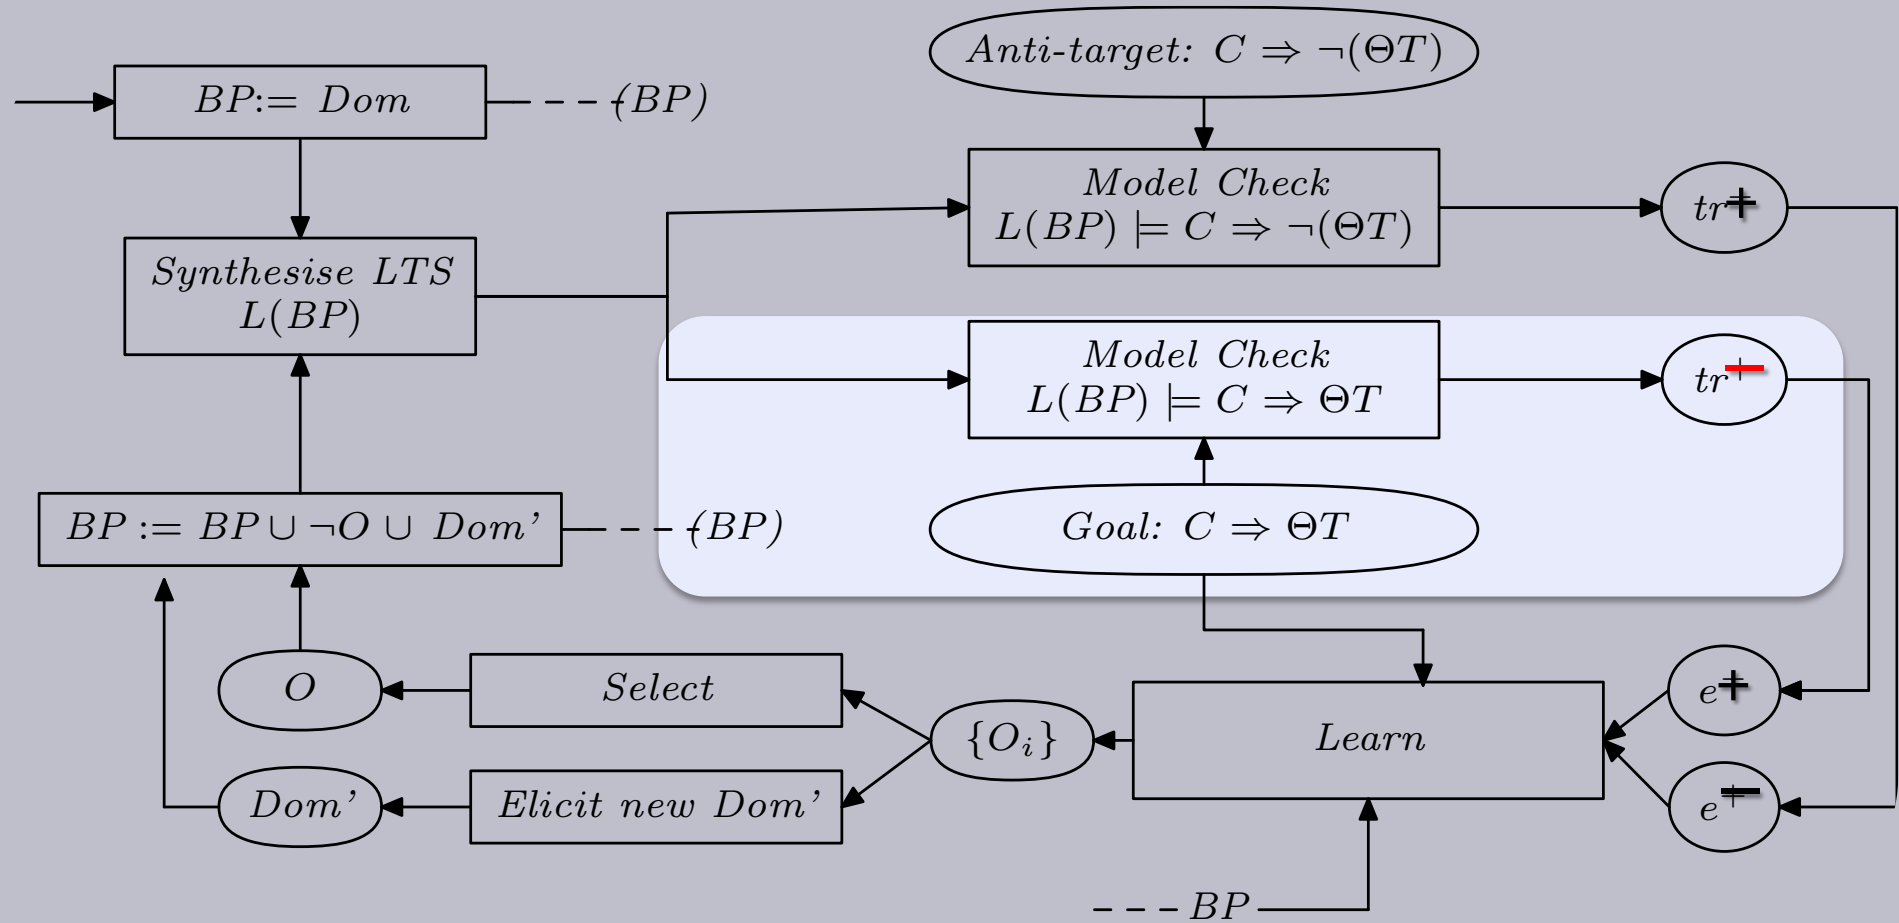 Anti-target: C ⇒ ¬(ΘT)
BP:= Dom
(BP)
Model Check
L(BP) ⊨ C ⇒ ¬(ΘT)
tr+
Synthesise LTS
L(BP)
Model Check
L(BP) ⊨ C ⇒ ΘT
tr−
BP := BP ∪ ¬O ∪ Dom’
(BP)
Goal: C ⇒ ΘT
O
Select
e+
{Oᵢ}
Learn
Dom’
Elicit new Dom’
e−
BP